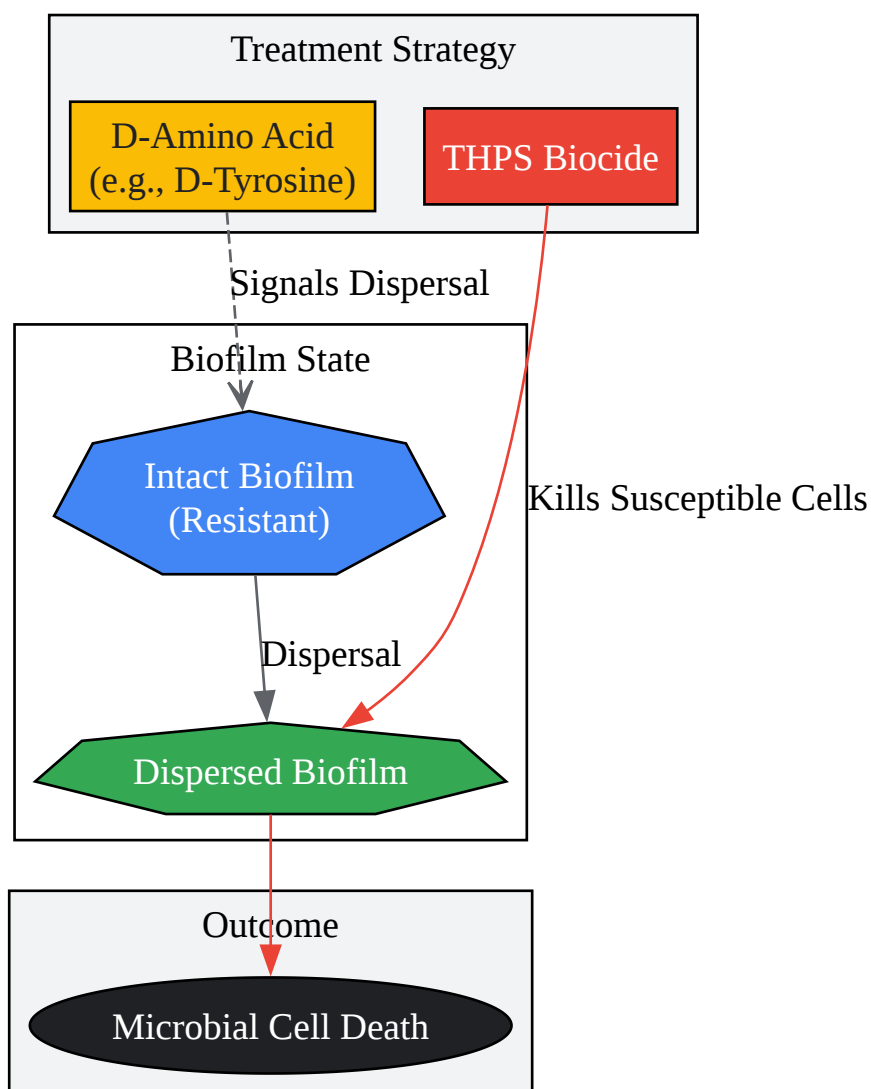 Treatment Strategy
D-Amino Acid
(e.g., D-Tyrosine)
THPS Biocide
Signals Dispersal
Biofilm State
Intact Biofilm
(Resistant)
Kills Susceptible Cells
Dispersal
Dispersed Biofilm
Outcome
Microbial Cell Death